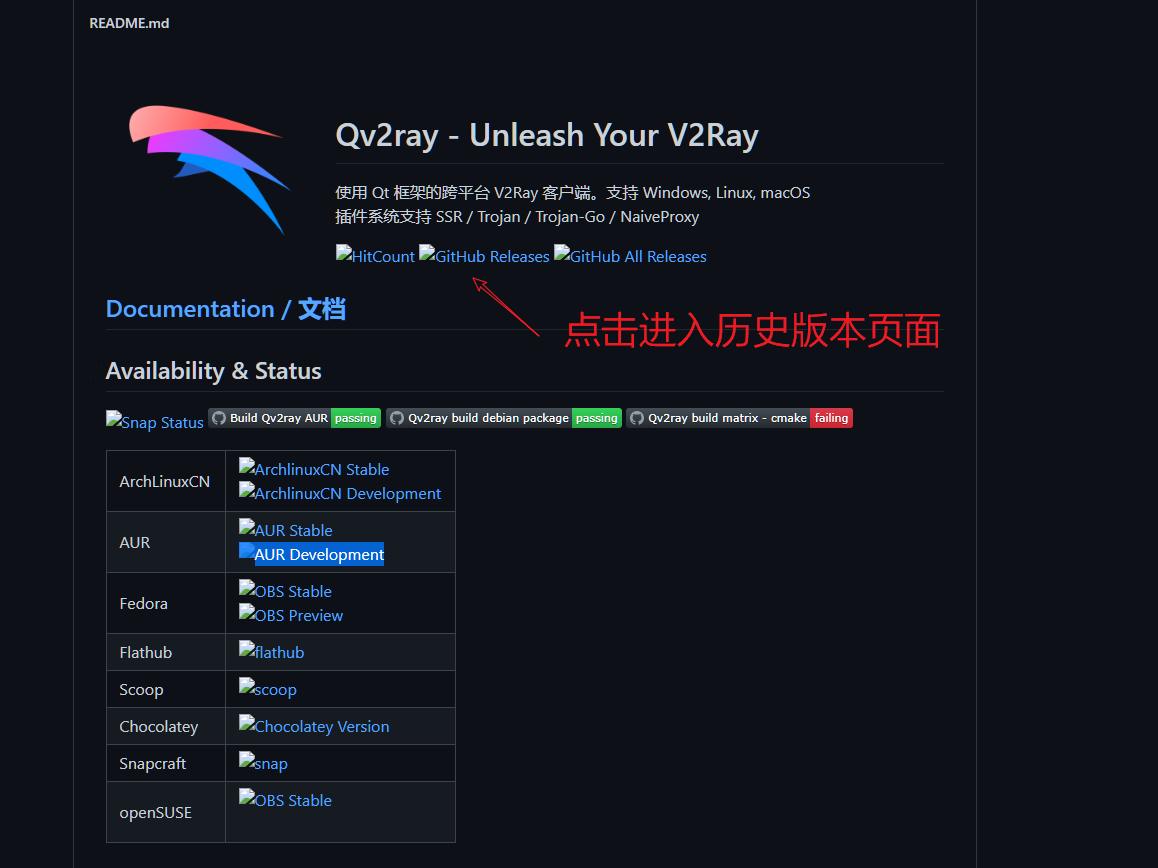 README.md
Qv2ray - Unleash Your V2Ray
使用 Qt 框架的跨平台 V2Ray 客户端。支持 Windows, Linux, macOS
插件系统支持 SSR / Trojan / Trojan-Go / NaiveProxy
HitCount GitHub Releases GitHub All Releases
Documentation / 文档
点击进入历史版本页面
Availability & Status
Snap Status Build Qv2ray AUR passing Qv2ray build debian package passing Qv2ray build matrix - cmake failing
ArchLinuxCN
ArchlinuxCN Stable
ArchlinuxCN Development
AUR
AUR Stable
AUR Development
Fedora
OBS Stable
OBS Preview
Flathub
flathub
Scoop
scoop
Chocolatey
Chocolatey Version
Snapcraft
snap
openSUSE
OBS Stable